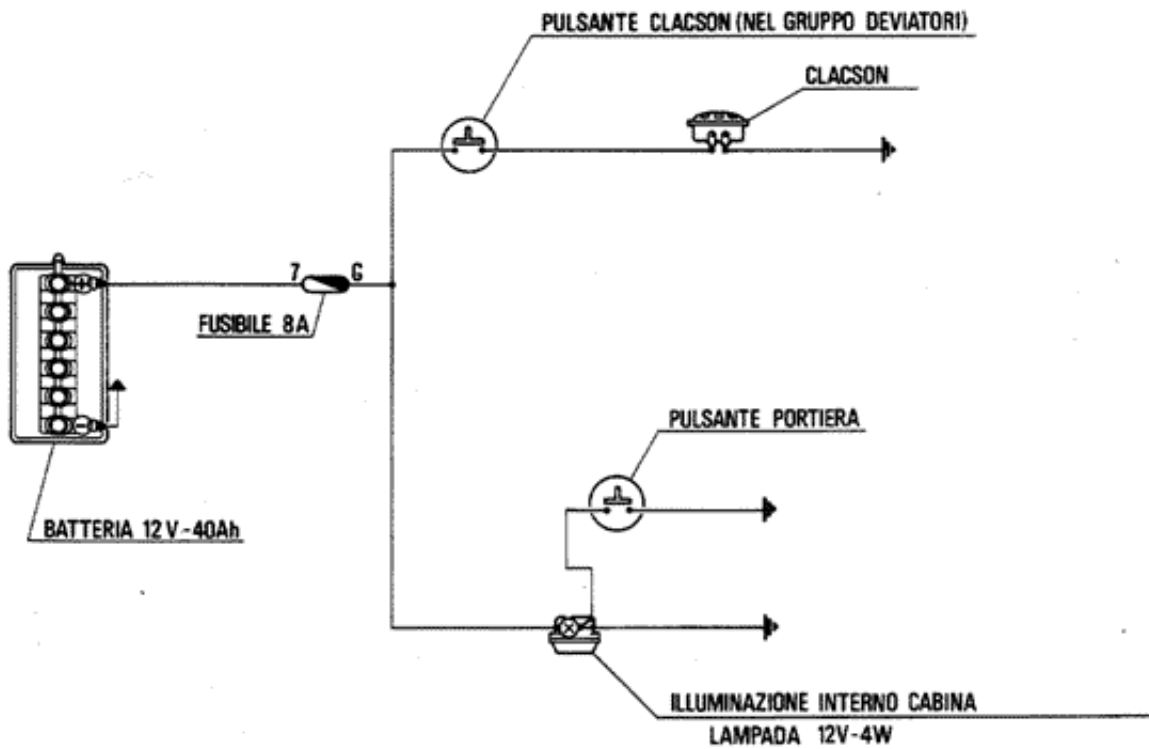 PULSANTE CLACSON (NEL GRUPPO DEVIATORI)
CLACSON
7 G
FUSIBILE 8A
+
-
PULSANTE PORTIERA
BATTERIA 12V-40Ah
ILLUMINAZIONE INTERNO CABINA
LAMPADA 12V-4W